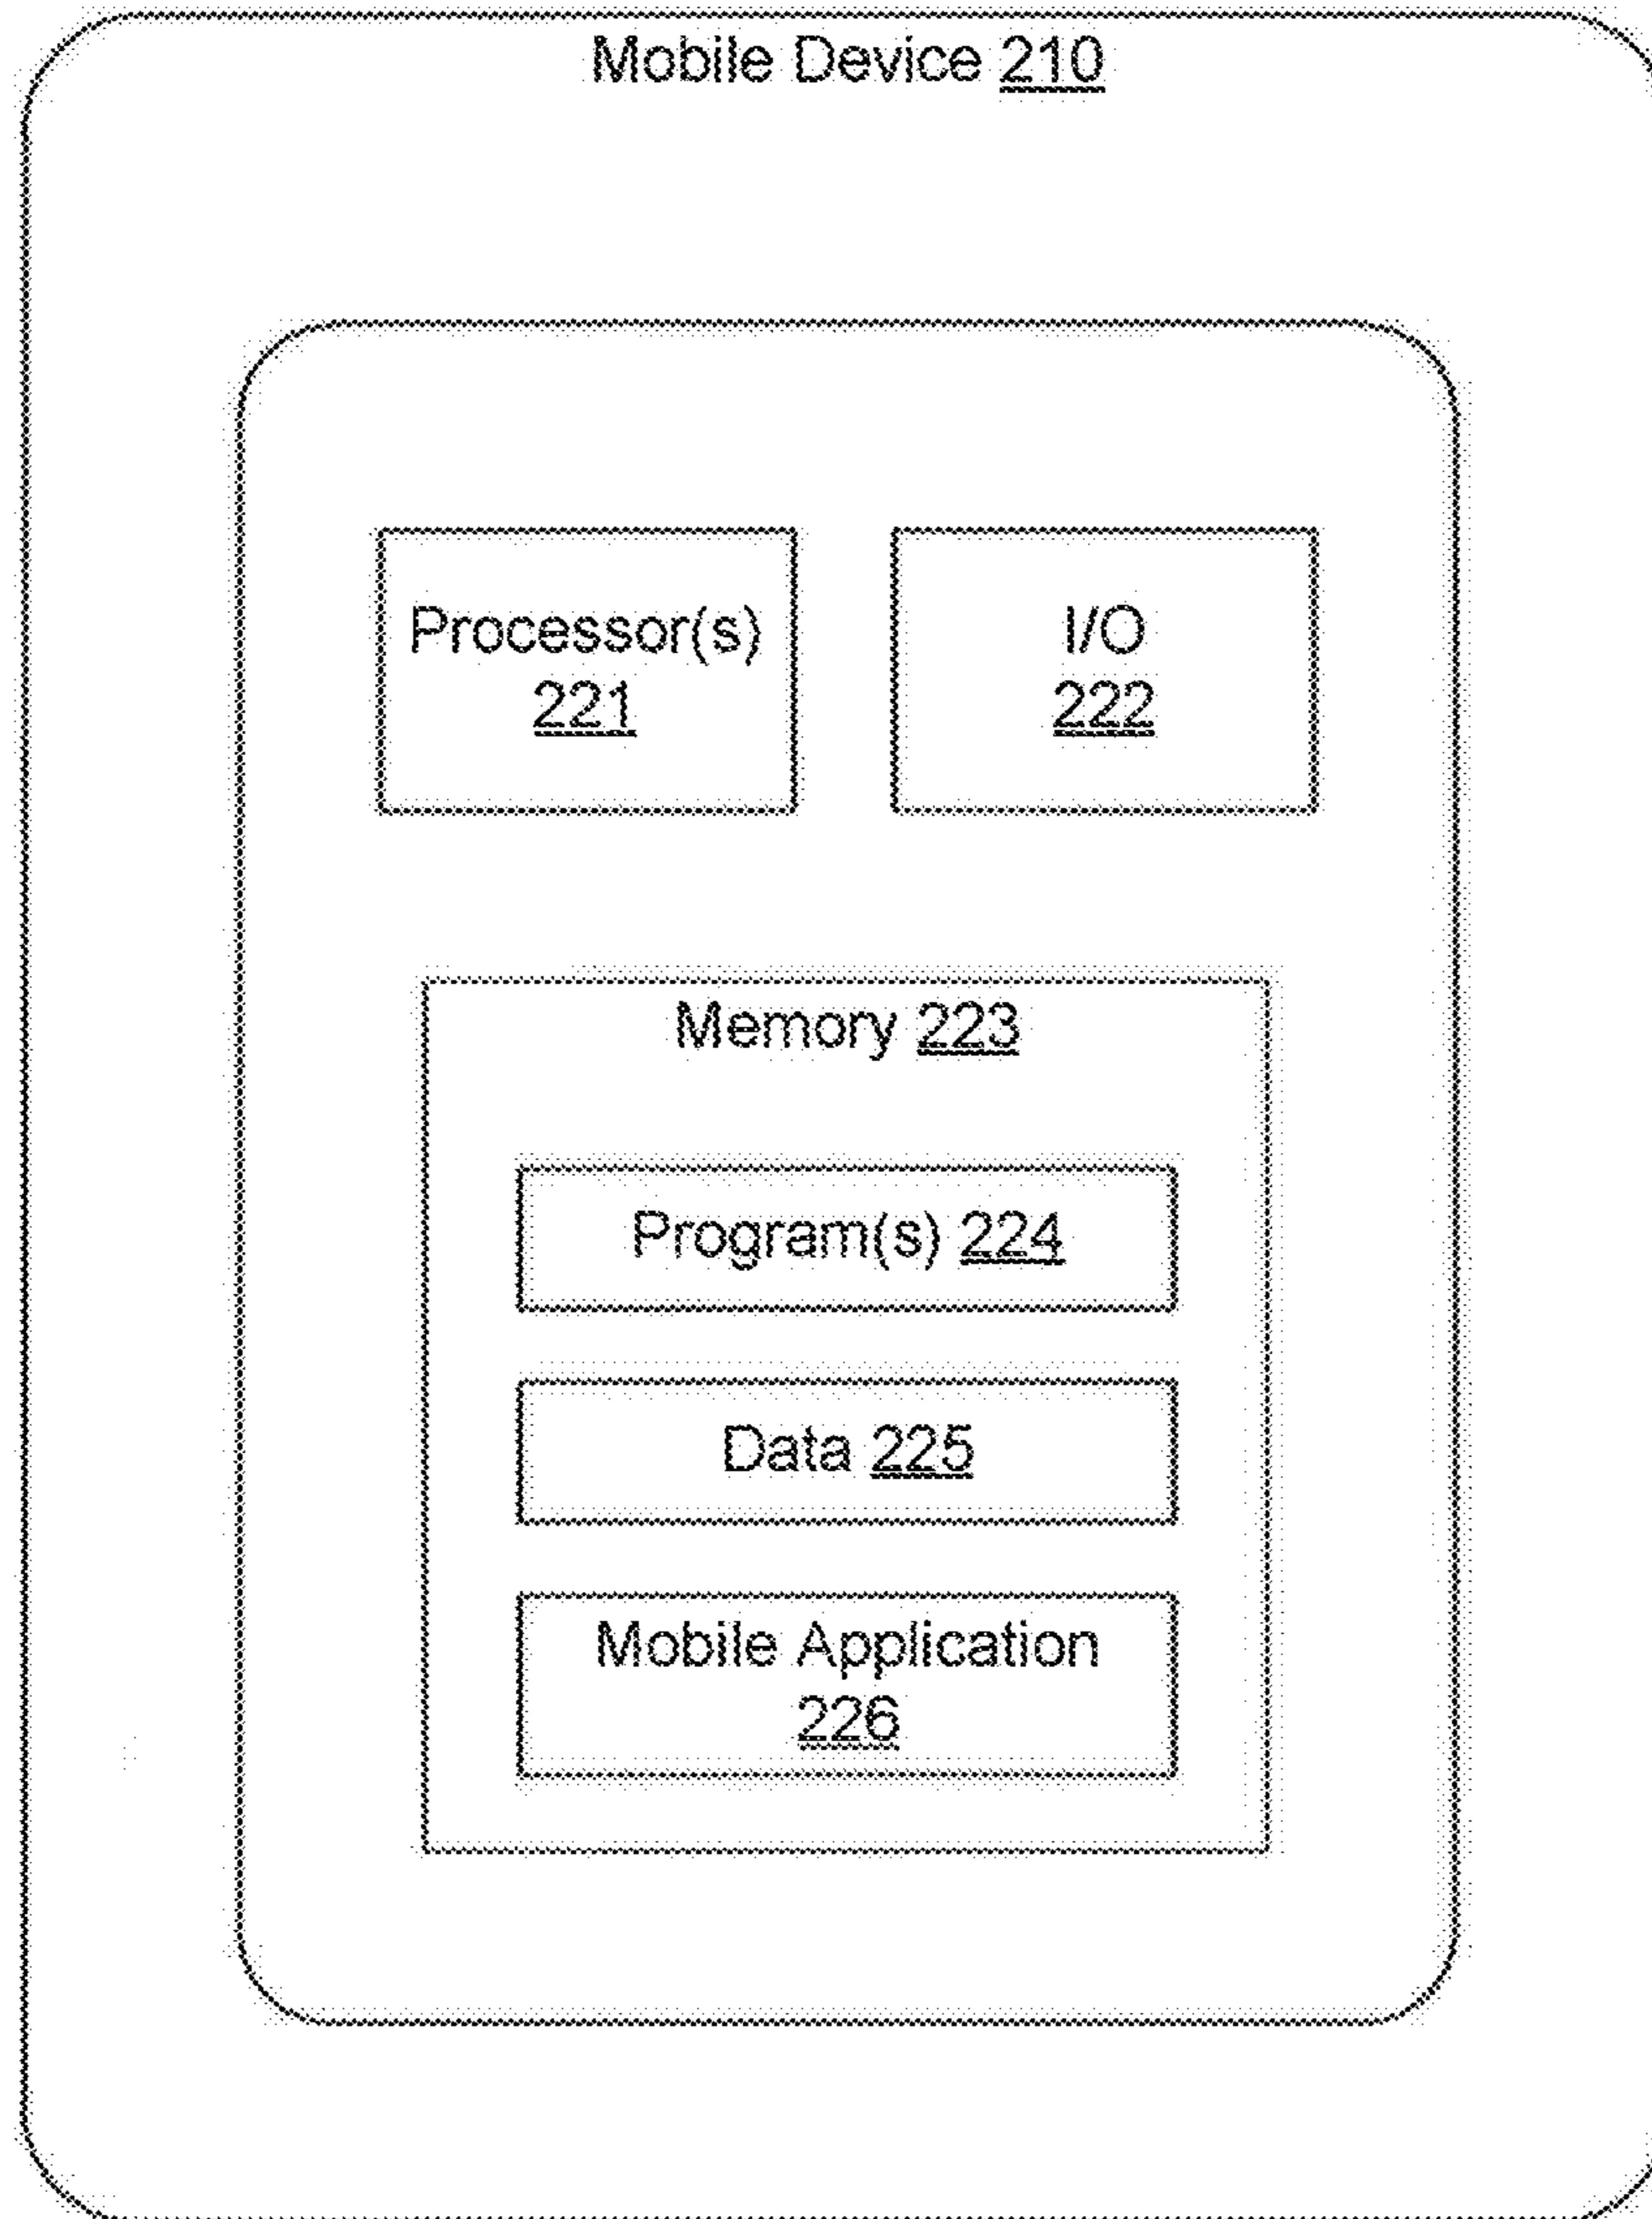 Mobile Device 210
Processor(s)
221
I/O
222
Memory 223
Program(s) 224
Data 225
Mobile Application
226